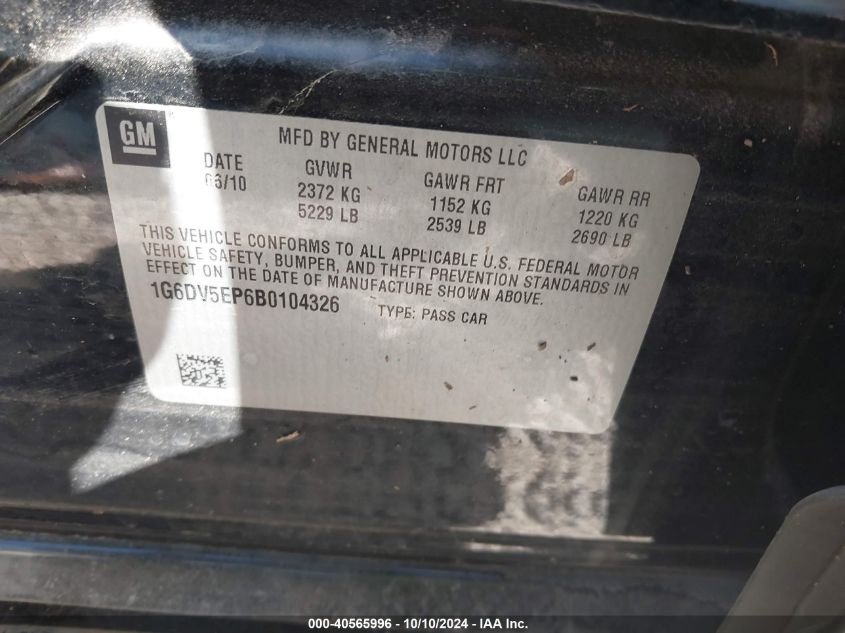 GM
MFD BY GENERAL MOTORS LLC
DATE GVWR GAWR FRT GAWR RR
06/10 2372 KG 1152 KG 1220 KG
5229 LB 2539 LB 2690 LB
THIS VEHICLE CONFORMS TO ALL APPLICABLE U.S. FEDERAL MOTOR
VEHICLE SAFETY, BUMPER, AND THEFT PREVENTION STANDARDS IN
EFFECT ON THE DATE OF MANUFACTURE SHOWN ABOVE.
1G6DV5EP6B0104326 TYPE: PASS CAR
000-40565996 - 10/10/2024 - IAA Inc.